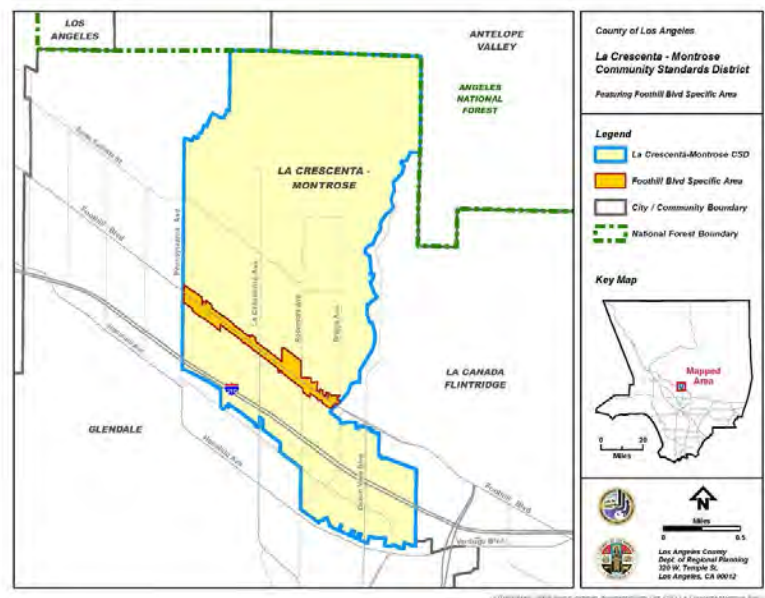 LOS
ANGELES
ANTELOPE
VALLEY
ANGELES
NATIONAL
FOREST
LA CRESCENTA -
MONTROSE
Foothill Blvd
Pennsylvania Ave
La Crescenta Ave
Briggs Ave
LA CANADA
FLINTRIDGE
GLENDALE
Honolulu Ave
Ocean View Blvd
Foothill Blvd
Verdugo Blvd
County of Los Angeles
La Crescenta - Montrose
Community Standards District
Featuring Foothill Blvd Specific Area
Legend
La Crescenta-Montrose CSD
Foothill Blvd Specific Area
City / Community Boundary
National Forest Boundary
Key Map
Mapped
Area
0 20
Miles
N
Miles
0 0.5
Los Angeles County
Dept. of Regional Planning
320 W. Temple St.
Los Angeles, CA 90012